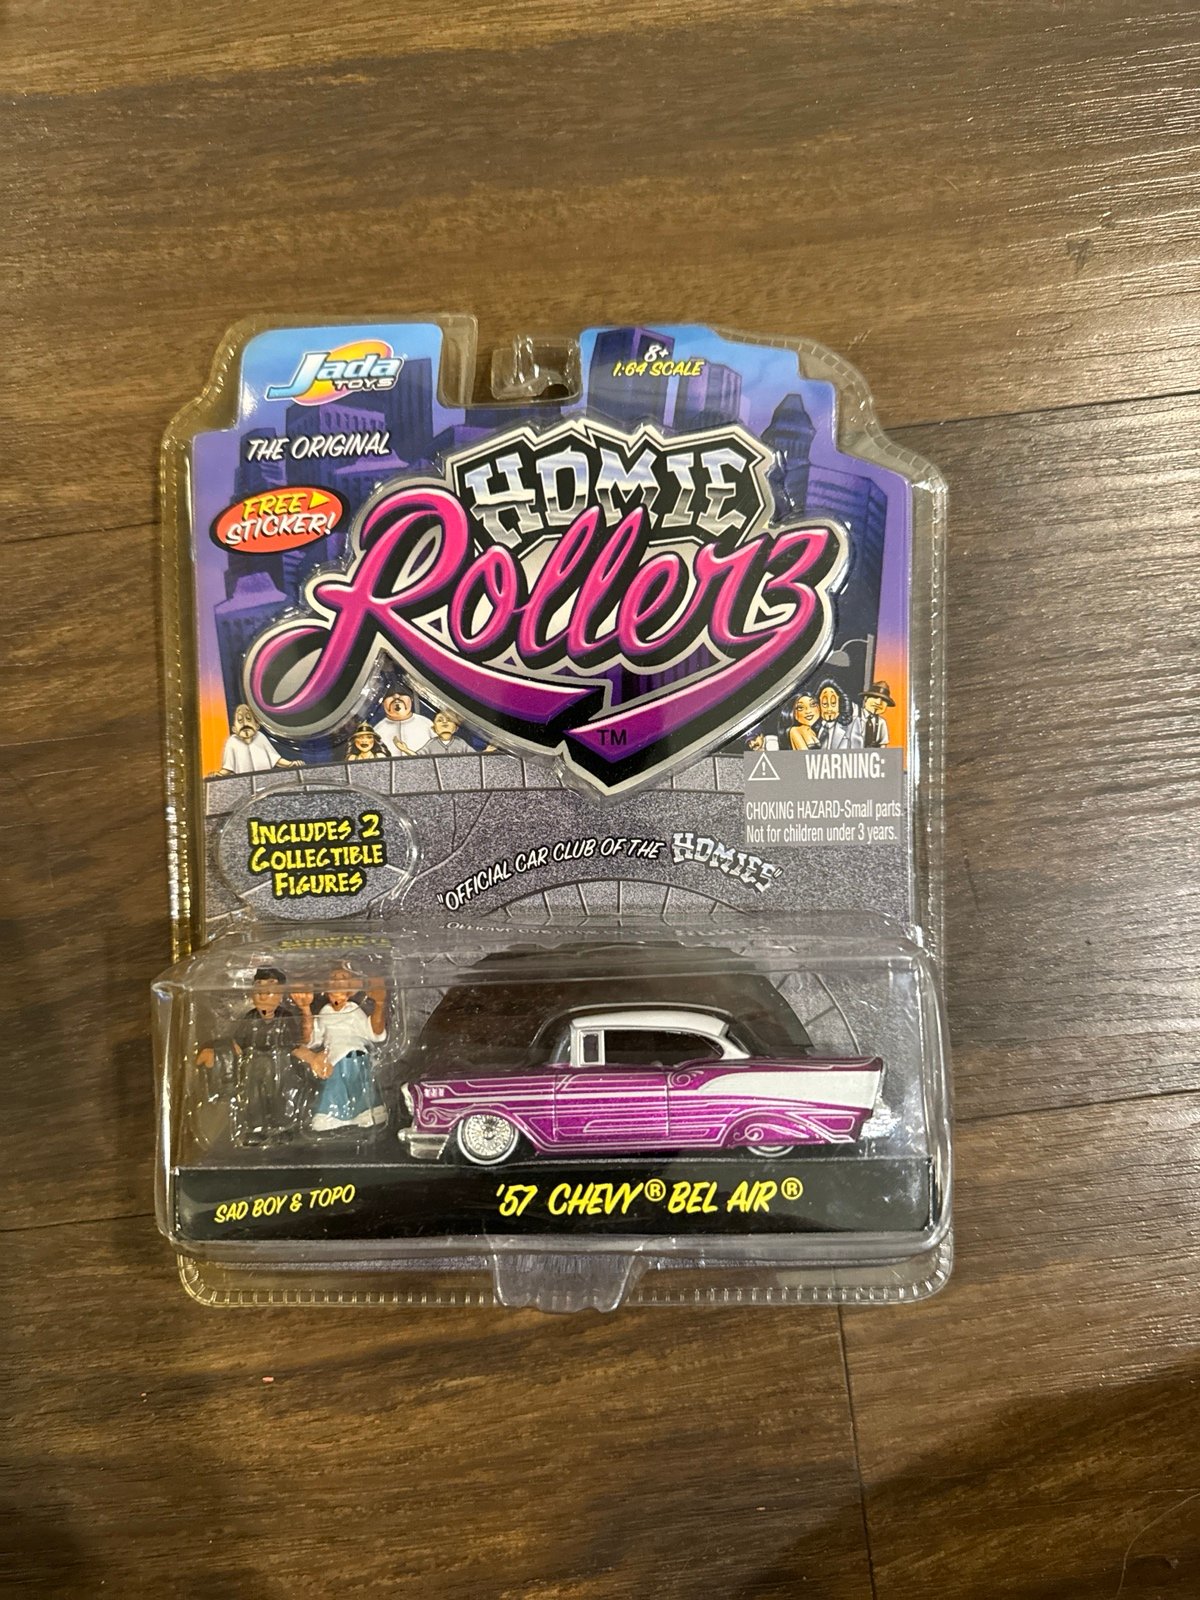 Jada
TOYS
8+
1:64 SCALE
THE ORIGINAL
HOMIE
FREE
STICKER!
Rollerz
TM
WARNING:
CHOKING HAZARD-Small parts
Not for children under 3 years.
INCLUDES 2
COLLECTIBLE
FIGURES
"OFFICIAL CAR CLUB OF THE HOMIES"
SAD BOY & TOPO
'57 CHEVY® BEL AIR®